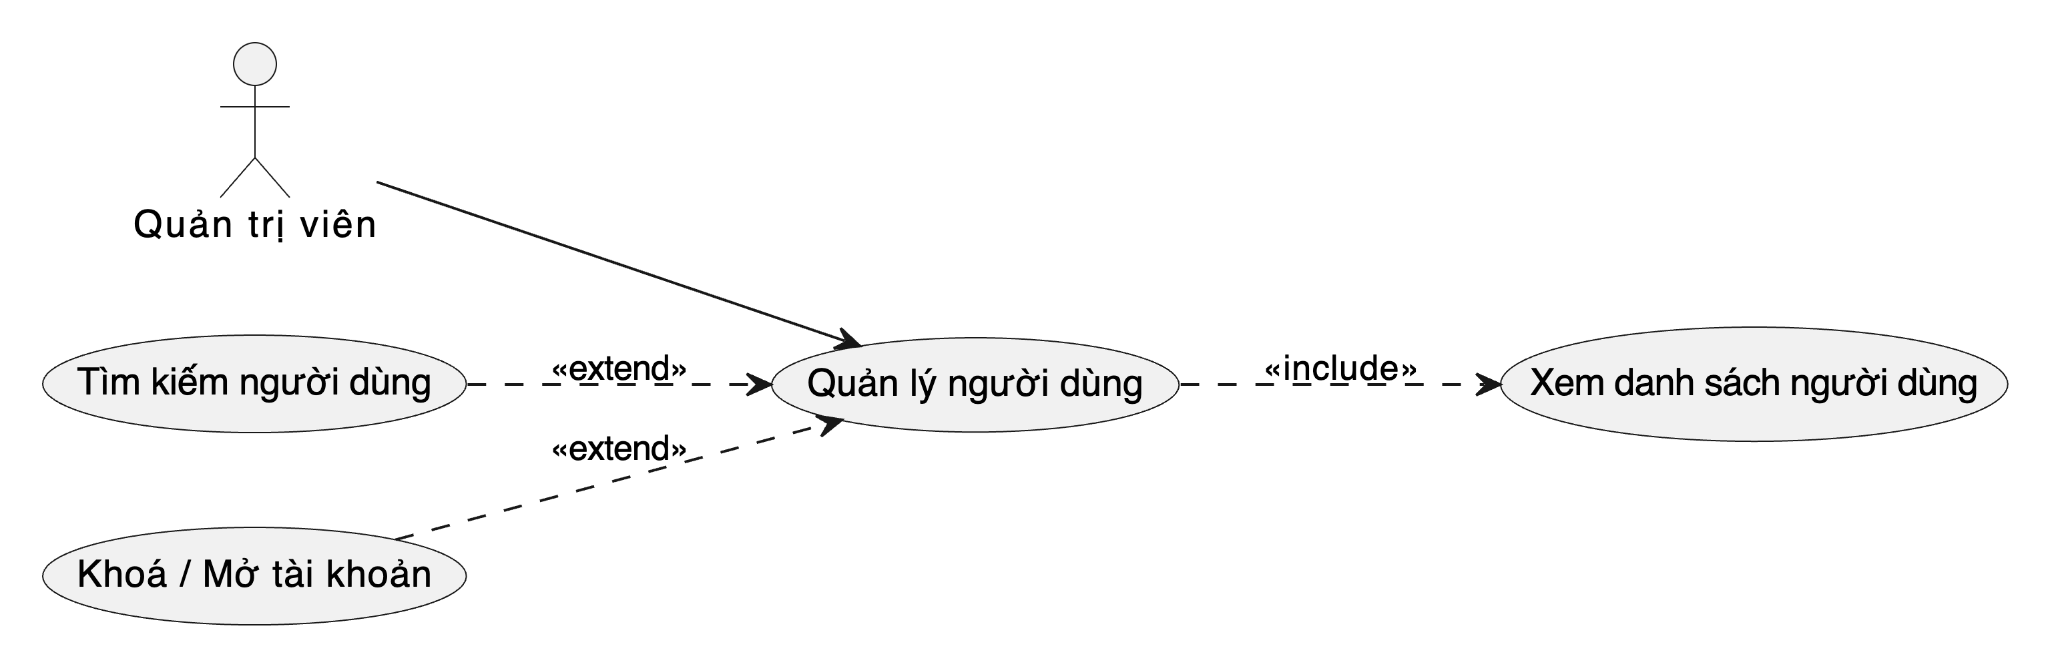 Quản trị viên
Tìm kiếm người dùng
«extend»
Quản lý người dùng
«include»
Xem danh sách người dùng
«extend»
Khoá / Mở tài khoản